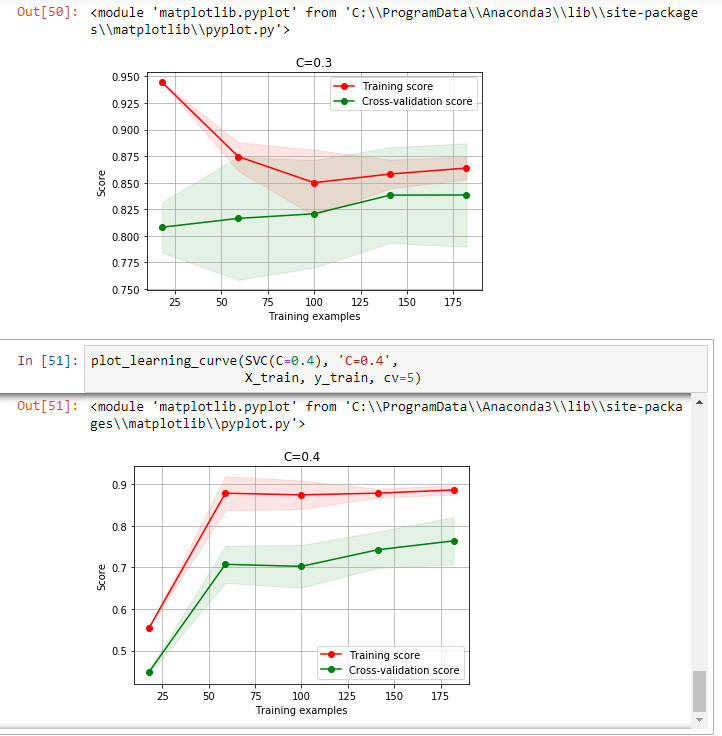 Out[50]: <module 'matplotlib.pyplot' from 'C:\\ProgramData\\Anaconda3\\lib\\site-package
s\\matplotlib\\pyplot.py'>
C=0.3
0.950
0.925
0.900
0.875
0.850
0.825
0.800
0.775
0.750
Score
Training score
Cross-validation score
25 50 75 100 125 150 175
Training examples
In [51]: plot_learning_curve(SVC(C=0.4), 'C=0.4',
X_train, y_train, cv=5)
Out[51]: <module 'matplotlib.pyplot' from 'C:\\ProgramData\\Anaconda3\\lib\\site-packa
ges\\matplotlib\\pyplot.py'>
C=0.4
0.9
0.8
0.7
0.6
0.5
Score
Training score
Cross-validation score
25 50 75 100 125 150 175
Training examples